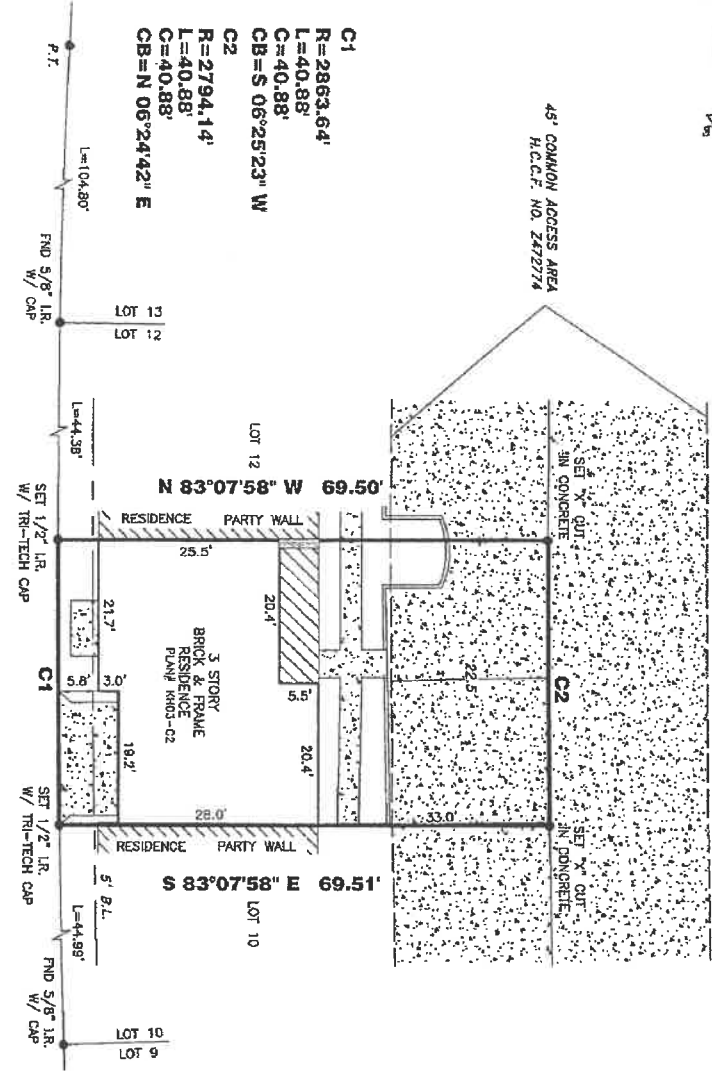 C1
R=2863.64'
L=40.88'
C=40.88'
CB=S 06°25'23" W
C2
R=2794.14'
L=40.88'
C=40.88'
CB=N 06°24'42" E
45' COMMON ACCESS AREA
H.C.C.F. NO. Z472774
P.T.
L=104.80'
FND 5/8" I.R.
W/ CAP
LOT 13
LOT 12
L=44.38'
LOT 12
N 83°07'58" W 69.50'
SET "X" CUT
IN CONCRETE
RESIDENCE PARTY WALL
SET 1/2" I.R.
W/ TRI-TECH CAP
25.5'
21.7'
20.4'
5.5'
3 STORY
BRICK & FRAME
RESIDENCE
PLAN# KH03-C2
22.5'
C2
C1
5.8'
3.0'
19.2'
20.4'
28.0'
33.0'
SET 1/2" I.R.
W/ TRI-TECH CAP
SET "X" CUT
IN CONCRETE
RESIDENCE PARTY WALL
S 83°07'58" E 69.51'
5' B.L.
L=44.99'
LOT 10
FND 5/8" I.R.
W/ CAP
LOT 10
LOT 9